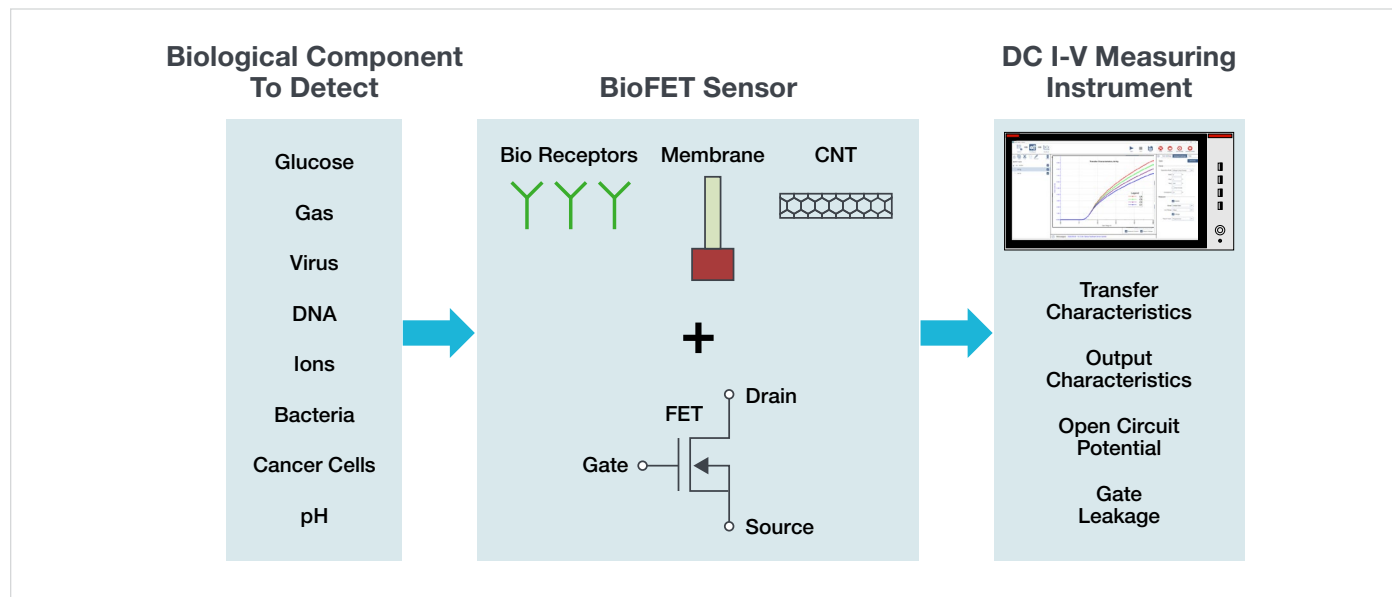 Biological Component
To Detect
Glucose
Gas
Virus
DNA
Ions
Bacteria
Cancer Cells
pH
BioFET Sensor
Bio Receptors
Membrane
CNT
+
FET
Drain
Gate
Source
DC I-V Measuring
Instrument
Transfer
Characteristics
Output
Characteristics
Open Circuit
Potential
Gate
Leakage